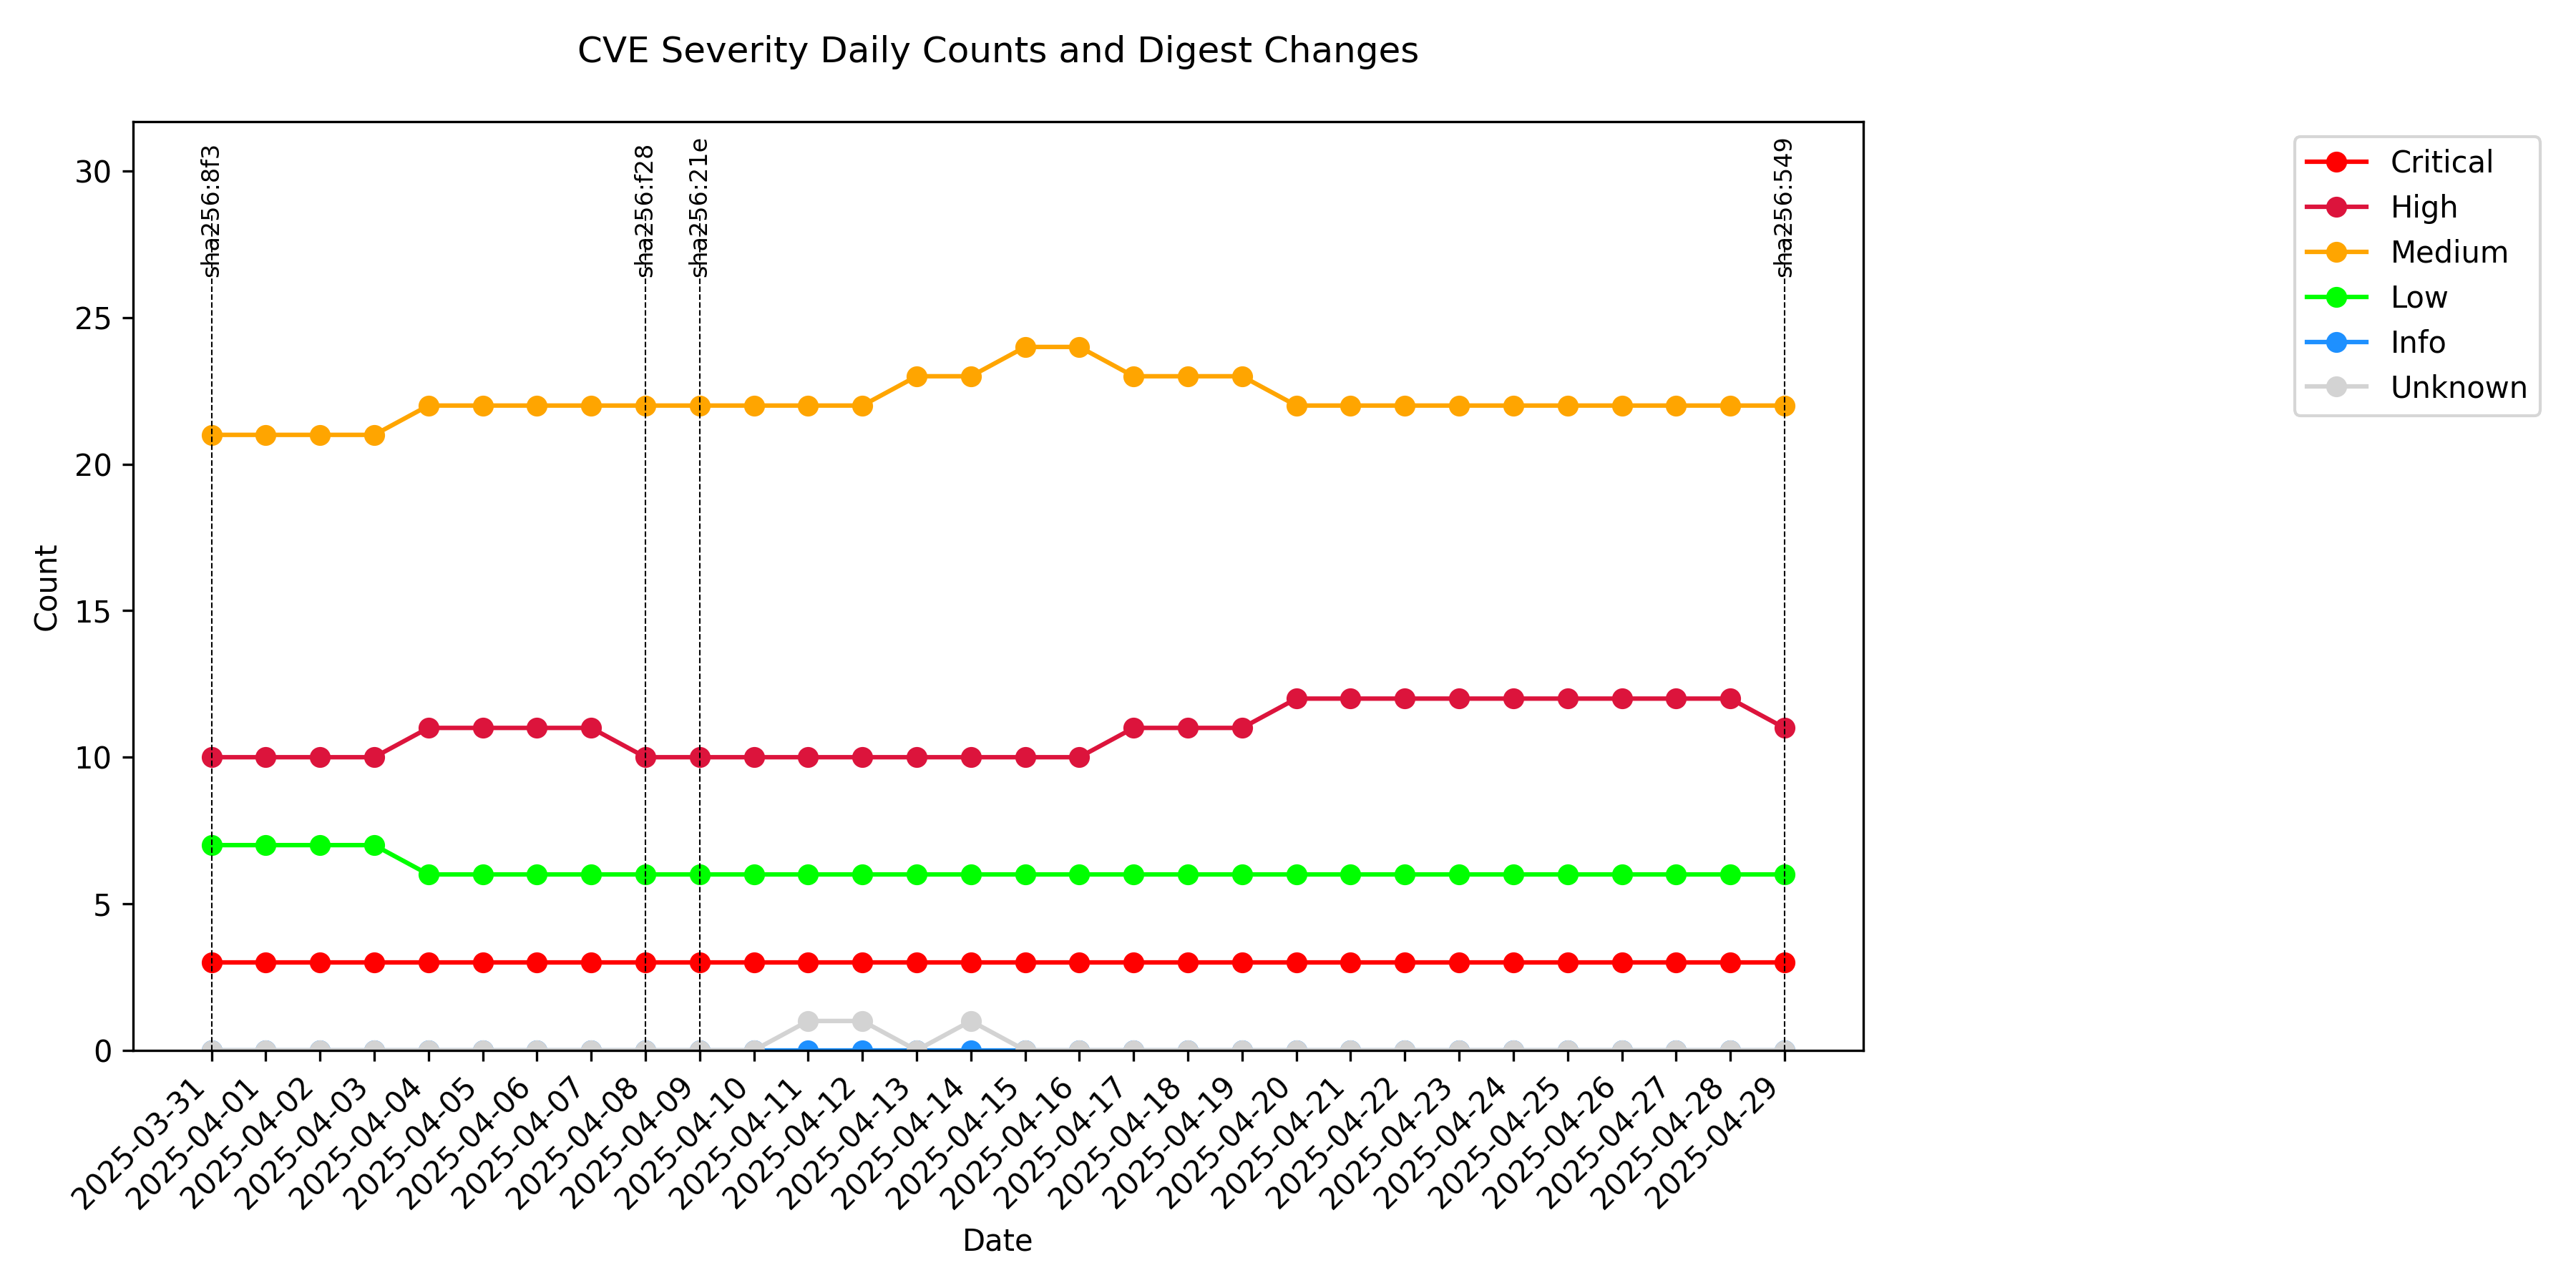 CVE Severity Daily Counts and Digest Changes
sha256:8f3
sha256:f28
sha256:21e
sha256:549
Critical
High
Medium
Low
Info
Unknown
Count
30
25
20
15
10
5
0
2025-03-31
2025-04-01
2025-04-02
2025-04-03
2025-04-04
2025-04-05
2025-04-06
2025-04-07
2025-04-08
2025-04-09
2025-04-10
2025-04-11
2025-04-12
2025-04-13
2025-04-14
2025-04-15
2025-04-16
2025-04-17
2025-04-18
2025-04-19
2025-04-20
2025-04-21
2025-04-22
2025-04-23
2025-04-24
2025-04-25
2025-04-26
2025-04-27
2025-04-28
2025-04-29
Date